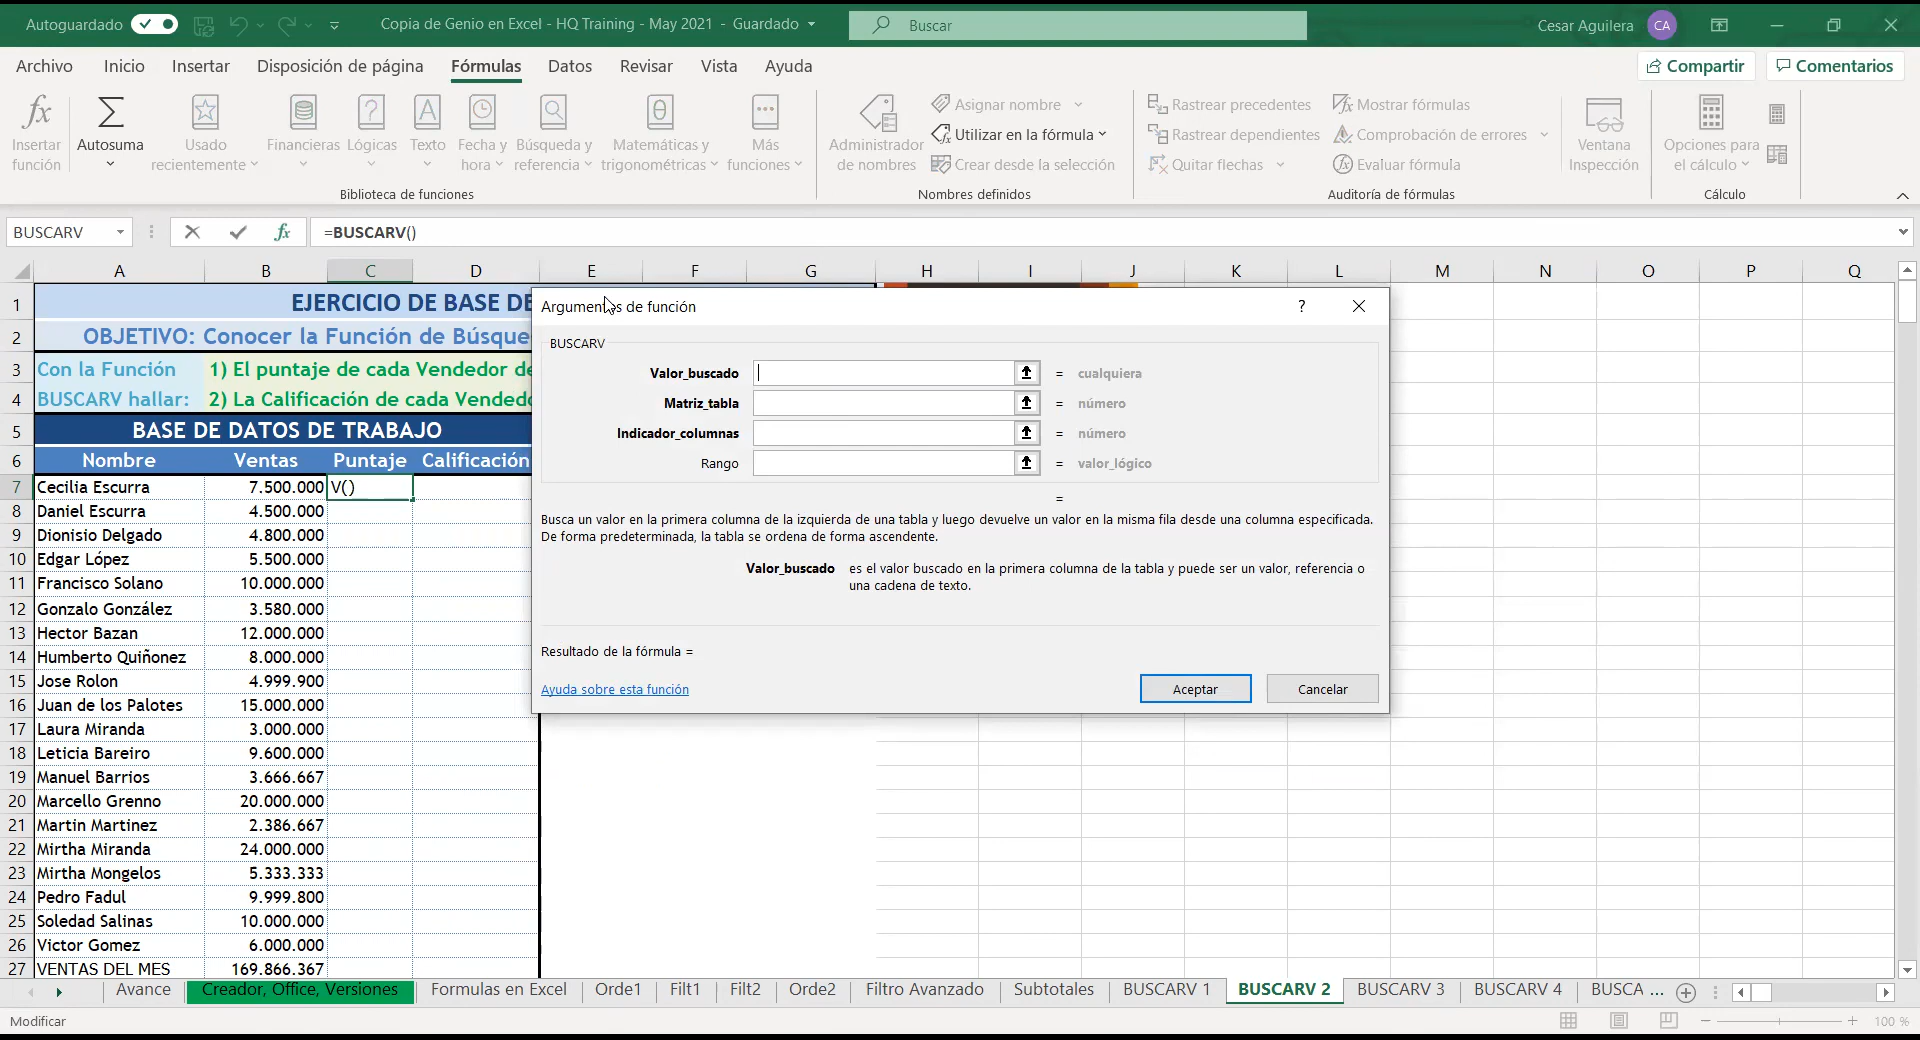 Autoguardado
Copia de Genio en Excel - HQ Training - May 2021 - Guardado
Buscar
Cesar Aguilera
CA
Archivo
Inicio
Insertar
Disposición de página
Fórmulas
Datos
Revisar
Vista
Ayuda
Compartir
Comentarios
Insertar función
Autosuma
Usado recientemente
Financieras
Lógicas
Texto
Fecha y hora
Búsqueda y referencia
Matemáticas y trigonométricas
Más funciones
Biblioteca de funciones
Administrador de nombres
Asignar nombre
Utilizar en la fórmula
Crear desde la selección
Nombres definidos
Rastrear precedentes
Rastrear dependientes
Quitar flechas
Mostrar fórmulas
Comprobación de errores
Evaluar fórmula
Auditoría de fórmulas
Ventana Inspección
Opciones para el cálculo
Cálculo
BUSCARV
fx
=BUSCARV()
A B C D E F G H I J K L M N O P Q
1 EJERCICIO DE BASE DE
2 OBJETIVO: Conocer la Función de Búsque
3 Con la Función 1) El puntaje de cada Vendedor de
4 BUSCARV hallar: 2) La Calificación de cada Vendedo
5 BASE DE DATOS DE TRABAJO
6 Nombre Ventas Puntaje Calificación
7 Cecilia Escurra 7.500.000 V()
8 Daniel Escurra 4.500.000
9 Dionisio Delgado 4.800.000
10 Edgar López 5.500.000
11 Francisco Solano 10.000.000
12 Gonzalo González 3.580.000
13 Hector Bazan 12.000.000
14 Humberto Quiñonez 8.000.000
15 Jose Rolon 4.999.900
16 Juan de los Palotes 15.000.000
17 Laura Miranda 3.000.000
18 Leticia Bareiro 9.600.000
19 Manuel Barrios 3.666.667
20 Marcello Grenno 20.000.000
21 Martin Martinez 2.386.667
22 Mirtha Miranda 24.000.000
23 Mirtha Mongelos 5.333.333
24 Pedro Fadul 9.999.800
25 Soledad Salinas 10.000.000
26 Victor Gomez 6.000.000
27 VENTAS DEL MES 169.866.367
Argumentos de función
?
BUSCARV
Valor_buscado = cualquiera
Matriz_tabla = número
Indicador_columnas = número
Rango = valor_lógico
=
Busca un valor en la primera columna de la izquierda de una tabla y luego devuelve un valor en la misma fila desde una columna especificada.
De forma predeterminada, la tabla se ordena de forma ascendente.
Valor_buscado es el valor buscado en la primera columna de la tabla y puede ser un valor, referencia o
una cadena de texto.
Resultado de la fórmula =
Ayuda sobre esta función
Aceptar
Cancelar
Avance
Creador, Office, Versiones
Formulas en Excel
Orde1
Filt1
Filt2
Orde2
Filtro Avanzado
Subtotales
BUSCARV 1
BUSCARV 2
BUSCARV 3
BUSCARV 4
BUSCA ...
Modificar
100 %